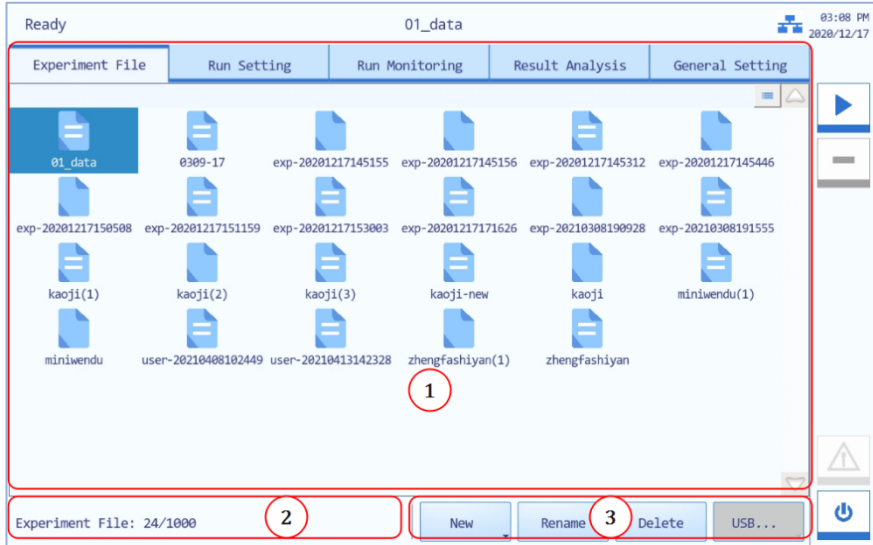 Ready 01_data 03:08 PM
2020/12/17
Experiment File Run Setting Run Monitoring Result Analysis General Setting
01_data 0309-17 exp-20201217145155 exp-20201217145156 exp-20201217145312 exp-20201217145446
exp-20201217150508 exp-20201217151159 exp-20201217153003 exp-20201217171626 exp-20210308190928 exp-20210308191555
kaoji(1) kaoji(2) kaoji(3) kaoji-new kaoji miniwendu(1)
miniwendu user-20210408102449 user-20210413142328 zhengfashiyan(1) zhengfashiyan
1
Experiment File: 24/1000 2 New Rename 3 Delete USB...